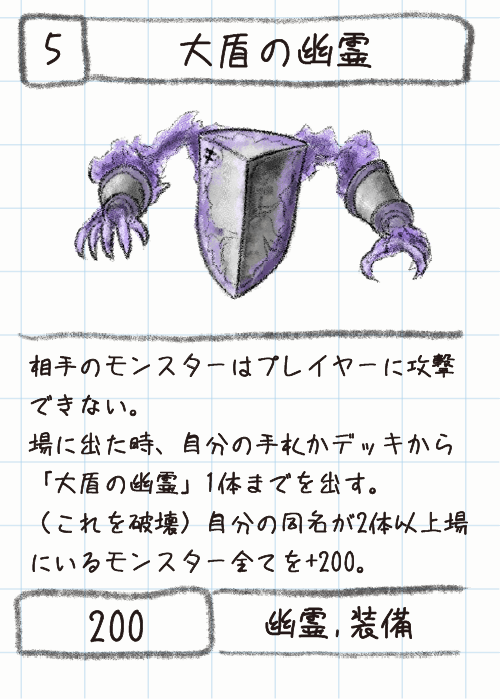 5
大盾の幽霊
相手のモンスターはプレイヤーに攻撃
できない。
場に出た時、自分の手札かデッキから
「大盾の幽霊」1体までを出す。
（これを破壊）自分の同名が2体以上場
にいるモンスター全てを+200。
200
幽霊,装備